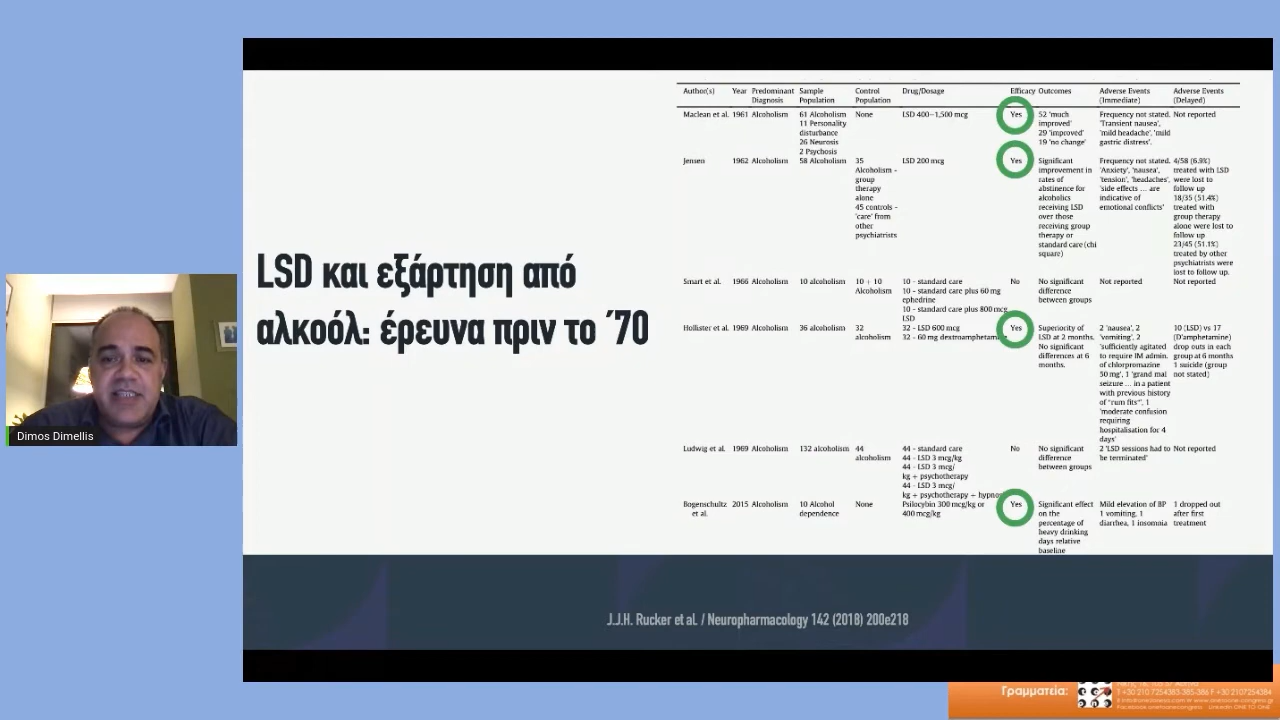 LSD και εξάρτηση από
αλκοόλ: έρευνα πριν το ´70
Author(s) Year Predominant Diagnosis Sample Population Control Population Drug/Dosage Efficacy Outcomes Adverse Events (Immediate) Adverse Events (Delayed)
Maclean et al. 1961 Alcoholism 61 Alcoholism 11 Personality disturbance 26 Neurosis 2 Psychosis None LSD 400–1,500 mcg Yes 52 'much improved' 29 'improved' 19 'no change' Frequency not stated. 'Transient nausea', 'mild headache', 'mild gastric distress'. Not reported
Jensen 1962 Alcoholism 58 Alcoholism 35 Alcoholism - group therapy alone 45 controls - 'care' from other psychiatrists LSD 200 mcg Yes Significant improvement in rates of abstinence for alcoholics receiving LSD over those receiving group therapy or standard care (chi square) Frequency not stated. 'Anxiety', 'nausea', 'tension', 'headaches', 'side effects … are indicative of emotional conflicts' 4/58 (6.8%) treated with LSD were lost to follow up 18/35 (51.4%) treated with group therapy alone were lost to follow up 23/45 (51.1%) treated by other psychiatrists were lost to follow up.
Smart et al. 1966 Alcoholism 10 alcoholism 10 + 10 Alcoholism 10 - standard care 10 - standard care plus 60 mg ephedrine 10 - standard care plus 800 mcg LSD No No significant difference between groups Not reported Not reported
Hollister et al. 1969 Alcoholism 36 alcoholism 32 alcoholism 32 - LSD 600 mcg 32 - 60 mg dextroamphetamine Yes Superiority of LSD at 2 months. No significant differences at 6 months. 2 'nausea', 2 'vomiting', 2 'sufficiently agitated to require IM admin. of chlorpromazine 50 mg', 1 'grand mal seizure … in a patient with previous history of "rum fits"', 1 'moderate confusion requiring hospitalisation for 4 days' 10 (LSD) vs 17 (D'amphetamine) drop outs in each group at 6 months 1 suicide (group not stated)
Ludwig et al. 1969 Alcoholism 132 alcoholism 44 alcoholism 44 - standard care 44 - LSD 3 mcg/kg 44 - LSD 3 mcg/kg + psychotherapy 44 - LSD 3 mcg/kg + psychotherapy + No No significant difference between groups 2 'LSD sessions had to be terminated' Not reported
Bogenschultz et al. 2015 Alcoholism 10 Alcohol dependence None Psilocybin 300 mcg/kg or 400 mcg/kg Yes Significant effect on the percentage of heavy drinking days relative baseline Mild elevation of BP 1 vomiting, 1 diarrhea, 1 insomnia 1 dropped out after first treatment
Dimos Dimellis
J.J.H. Rucker et al. / Neuropharmacology 142 (2018) 200e218
Γραμματεία: